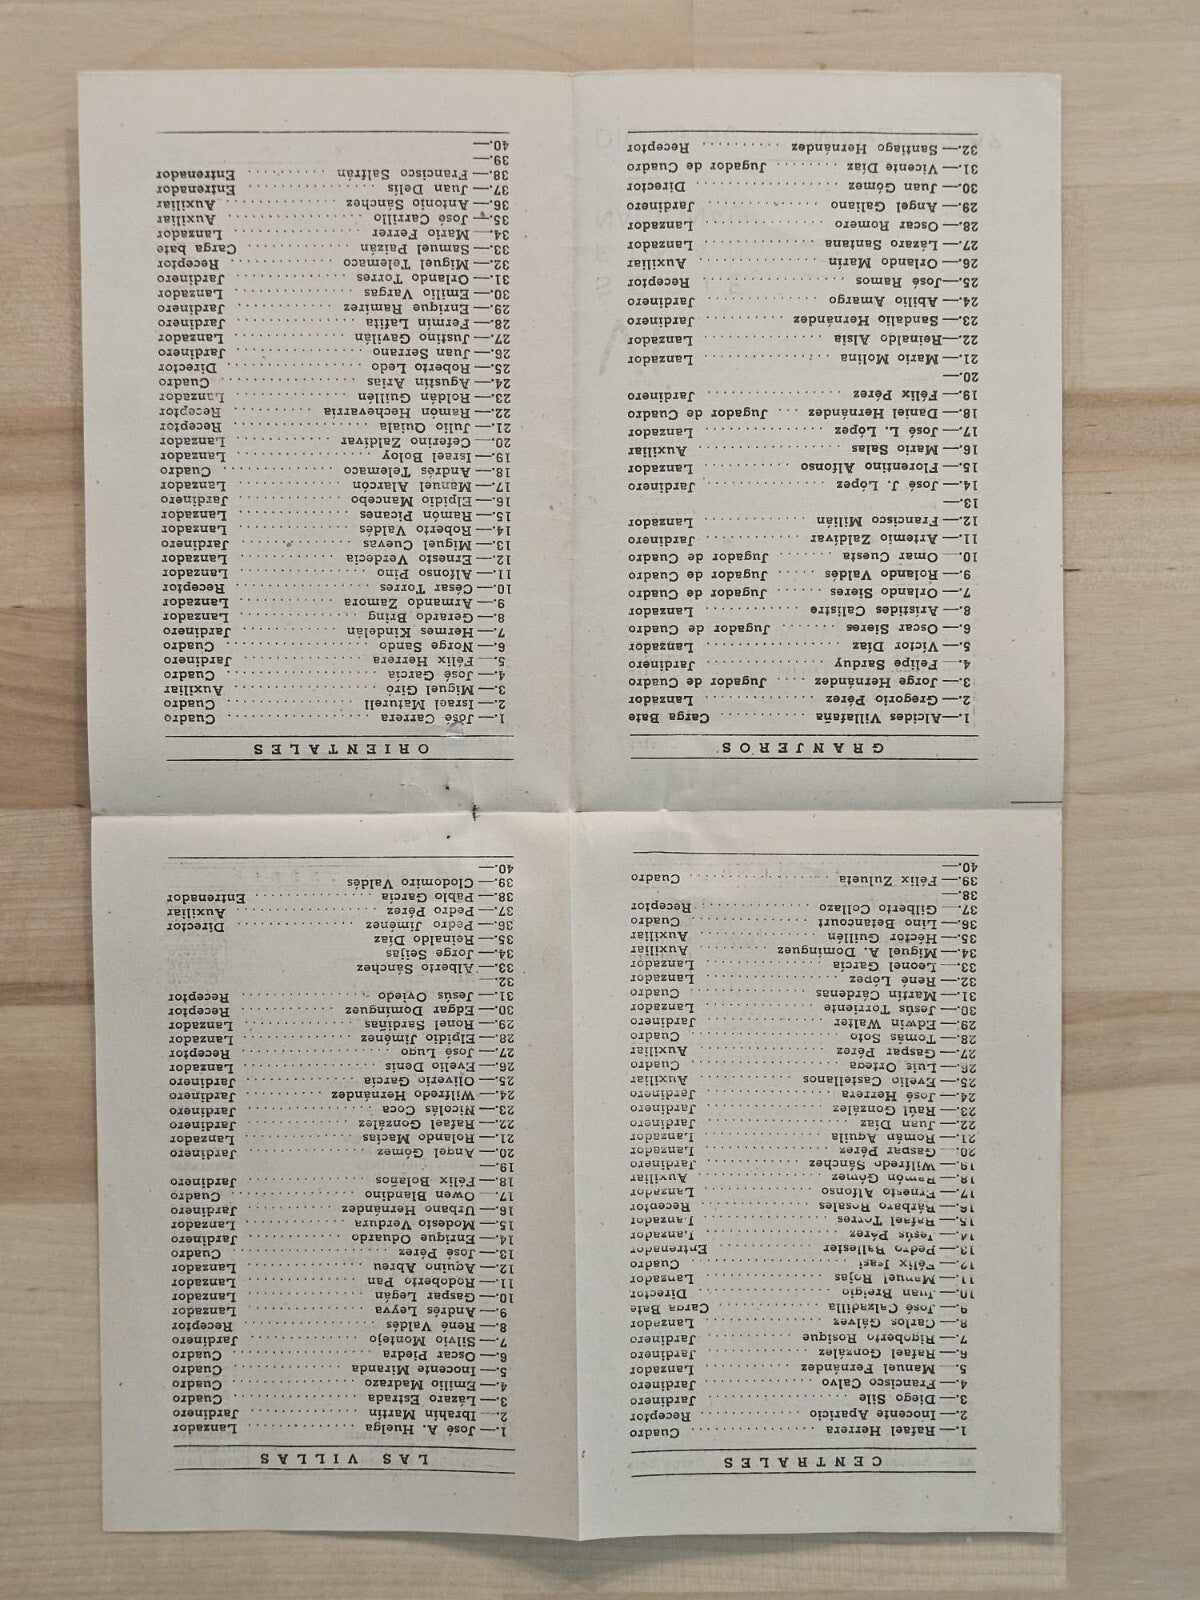 CENTRALES
1.— Rafael Herrera ........ Cuadro
2.— Inocente Aparicio ........ Receptor
3.— Diego Sile ........ Jardinero
4.— Francisco Calvo ........ Jardinero
5.— Manuel Fernández ........ Lanzador
6.— Rafael González ........ Jardinero
7.— Rigoberto Rosique ........ Jardinero
8.— Carlos Gálvez ........ Lanzador
9.— José Calzadilla ........ Carga Bate
10.— Juan Bregio ........ Director
11.— Manuel Rojas ........ Lanzador
12.— Félix Isasi ........ Cuadro
13.— Pedro Ballester ........ Entrenador
14.— Jesús Pérez ........ Lanzador
15.— Rafael Torres ........ Lanzador
16.— Bárbaro Rosales ........ Receptor
17.— Ernesto Alfonso ........ Lanzador
18.— Ramón Gómez ........ Auxiliar
19.— Wilfredo Sánchez ........ Jardinero
20.— Gaspar Pérez ........ Lanzador
21.— Román Aguila ........ Lanzador
22.— Juan Díaz ........ Jardinero
23.— Raúl González ........ Jardinero
24.— José Herrera ........ Jardinero
25.— Evelio Castellanos ........ Auxiliar
26.— Luis Ortega ........ Cuadro
27.— Gaspar Pérez ........ Auxiliar
28.— Tomás Soto ........ Cuadro
29.— Edwin Walter ........ Jardinero
30.— Jesús Torriente ........ Lanzador
31.— Martín Cárdenas ........ Cuadro
32.— René López ........ Lanzador
33.— Leonel García ........ Lanzador
34.— Miguel A. Domínguez ........ Auxiliar
35.— Héctor Guillén ........ Auxiliar
36.— Lino Betancourt ........ Cuadro
37.— Gilberto Collazo ........ Receptor
38.—
39.— Félix Zulueta ........ Cuadro
40.—
LAS VILLAS
1.— José A. Huelga ........ Lanzador
2.— Ibrahín Martín ........ Jardinero
3.— Lázaro Estrada ........ Cuadro
4.— Emilio Madrazo ........ Cuadro
5.— Inocente Miranda ........ Cuadro
6.— Oscar Piedra ........ Cuadro
7.— Silvio Montejo ........ Jardinero
8.— René Valdés ........ Receptor
9.— Andrés Leyva ........ Lanzador
10.— Gaspar Legán ........ Lanzador
11.— Rodoberto Pan ........ Lanzador
12.— Aquino Abreu ........ Lanzador
13.— José Pérez ........ Cuadro
14.— Enrique Oduardo ........ Jardinero
15.— Modesto Verdura ........ Lanzador
16.— Urbano Hernández ........ Jardinero
17.— Owen Blandino ........ Cuadro
18.— Félix Bolaños ........ Jardinero
19.—
20.— Angel Gómez ........ Jardinero
21.— Rolando Macías ........ Lanzador
22.— Rafael González ........ Jardinero
23.— Nicolás Coca ........ Jardinero
24.— Wilfredo Hernández ........ Jardinero
25.— Oliverio García ........ Jardinero
26.— Evelio Denis ........ Lanzador
27.— José Lugo ........ Receptor
28.— Elpidio Jiménez ........ Lanzador
29.— Ronel Sardiñas ........ Lanzador
30.— Edgar Domínguez ........ Receptor
31.— Jesús Oviedo ........ Receptor
32.—
33.— Alberto Sánchez
34.— Jorge Seijas
35.— Reinaldo Díaz
36.— Pedro Jiménez ........ Director
37.— Pedro Pérez ........ Auxiliar
38.— Pablo García ........ Entrenador
39.— Clodomiro Valdés
40.—
GRANJEROS
1.—Alcides Villafaña ........ Carga Bate
2.— Gregorio Pérez ........ Lanzador
3.— Jorge Hernández .... Jugador de Cuadro
4.— Felipe Sarduy ........ Jardinero
5.— Víctor Díaz ........ Lanzador
6.— Oscar Sieres ........ Jugador de Cuadro
8.— Aristides Calistre ........ Lanzador
7.— Orlando Sieres ...... Jugador de Cuadro
9.— Rolando Valdés ...... Jugador de Cuadro
10.— Omar Cuesta ........ Jugador de Cuadro
11.— Artemio Zaldívar ........ Jardinero
12.— Francisco Milián ........ Lanzador
13.—
14.— José J. López ........ Jardinero
15.— Florentino Alfonso ........ Lanzador
16.— Mario Salas ........ Auxiliar
17.— José L. López ........ Lanzador
18.— Daniel Hernández .... Jugador de Cuadro
19.— Félix Pérez ........ Jardinero
20.—
21.— Mario Molina ........ Lanzador
22.—Reinaldo Alsia ........ Lanzador
23.— Sandalio Hernández ........ Jardinero
24.— Abilio Amargo ........ Jardinero
25.—José Ramos ........ Receptor
26.— Orlando Marín ........ Auxiliar
27.— Lázaro Santana ........ Lanzador
28.— Oscar Romero ........ Lanzador
29.— Angel Galiano ........ Jardinero
30.— Juan Gómez ........ Director
31.— Vicente Díaz ........ Jugador de Cuadro
32.— Santiago Hernández ........ Receptor
ORIENTALES
1.— José Carrera ........ Cuadro
2.— Israel Maturell ........ Cuadro
3.— Miguel Giró ........ Auxiliar
4.— José García ........ Cuadro
5.— Félix Herrera ........ Jardinero
6.— Norge Sando ........ Cuadro
7.— Hermes Kindelán ........ Jardinero
8.— Gerardo Bring ........ Lanzador
9.— Armando Zamora ........ Lanzador
10.— César Torres ........ Receptor
11.— Alfonso Pino ........ Lanzador
12.— Ernesto Verdecia ........ Lanzador
13.— Miguel Cuevas ........ Jardinero
14.— Roberto Valdés ........ Lanzador
15.— Ramón Picanes ........ Lanzador
16.— Elpidio Mancebo ........ Jardinero
17.— Manuel Alarcón ........ Lanzador
18.— Andrés Telemaco ........ Cuadro
19.— Israel Boloy ........ Lanzador
20.— Ceferino Zaldívar ........ Lanzador
21.— Julio Quiala ........ Receptor
22.— Ramón Hechevarria ........ Receptor
23.— Roldán Guillén ........ Lanzador
24.— Agustín Arias ........ Cuadro
25.— Roberto Ledo ........ Director
26.— Juan Serrano ........ Jardinero
27.— Justino Gavilán ........ Lanzador
28.— Fermín Lafita ........ Jardinero
29.— Enrique Ramírez ........ Jardinero
30.— Emilio Vargas ........ Lanzador
31.— Orlando Torres ........ Jardinero
32.— Miguel Telemaco ........ Receptor
33.— Samuel Paizán ........ Carga bate
34.— Mario Ferrer ........ Lanzador
35.— José Carrillo ........ Auxiliar
36.— Antonio Sánchez ........ Auxiliar
37.— Juan Delís ........ Entrenador
38.— Francisco Salfrán ........ Entrenador
39.—
40.—